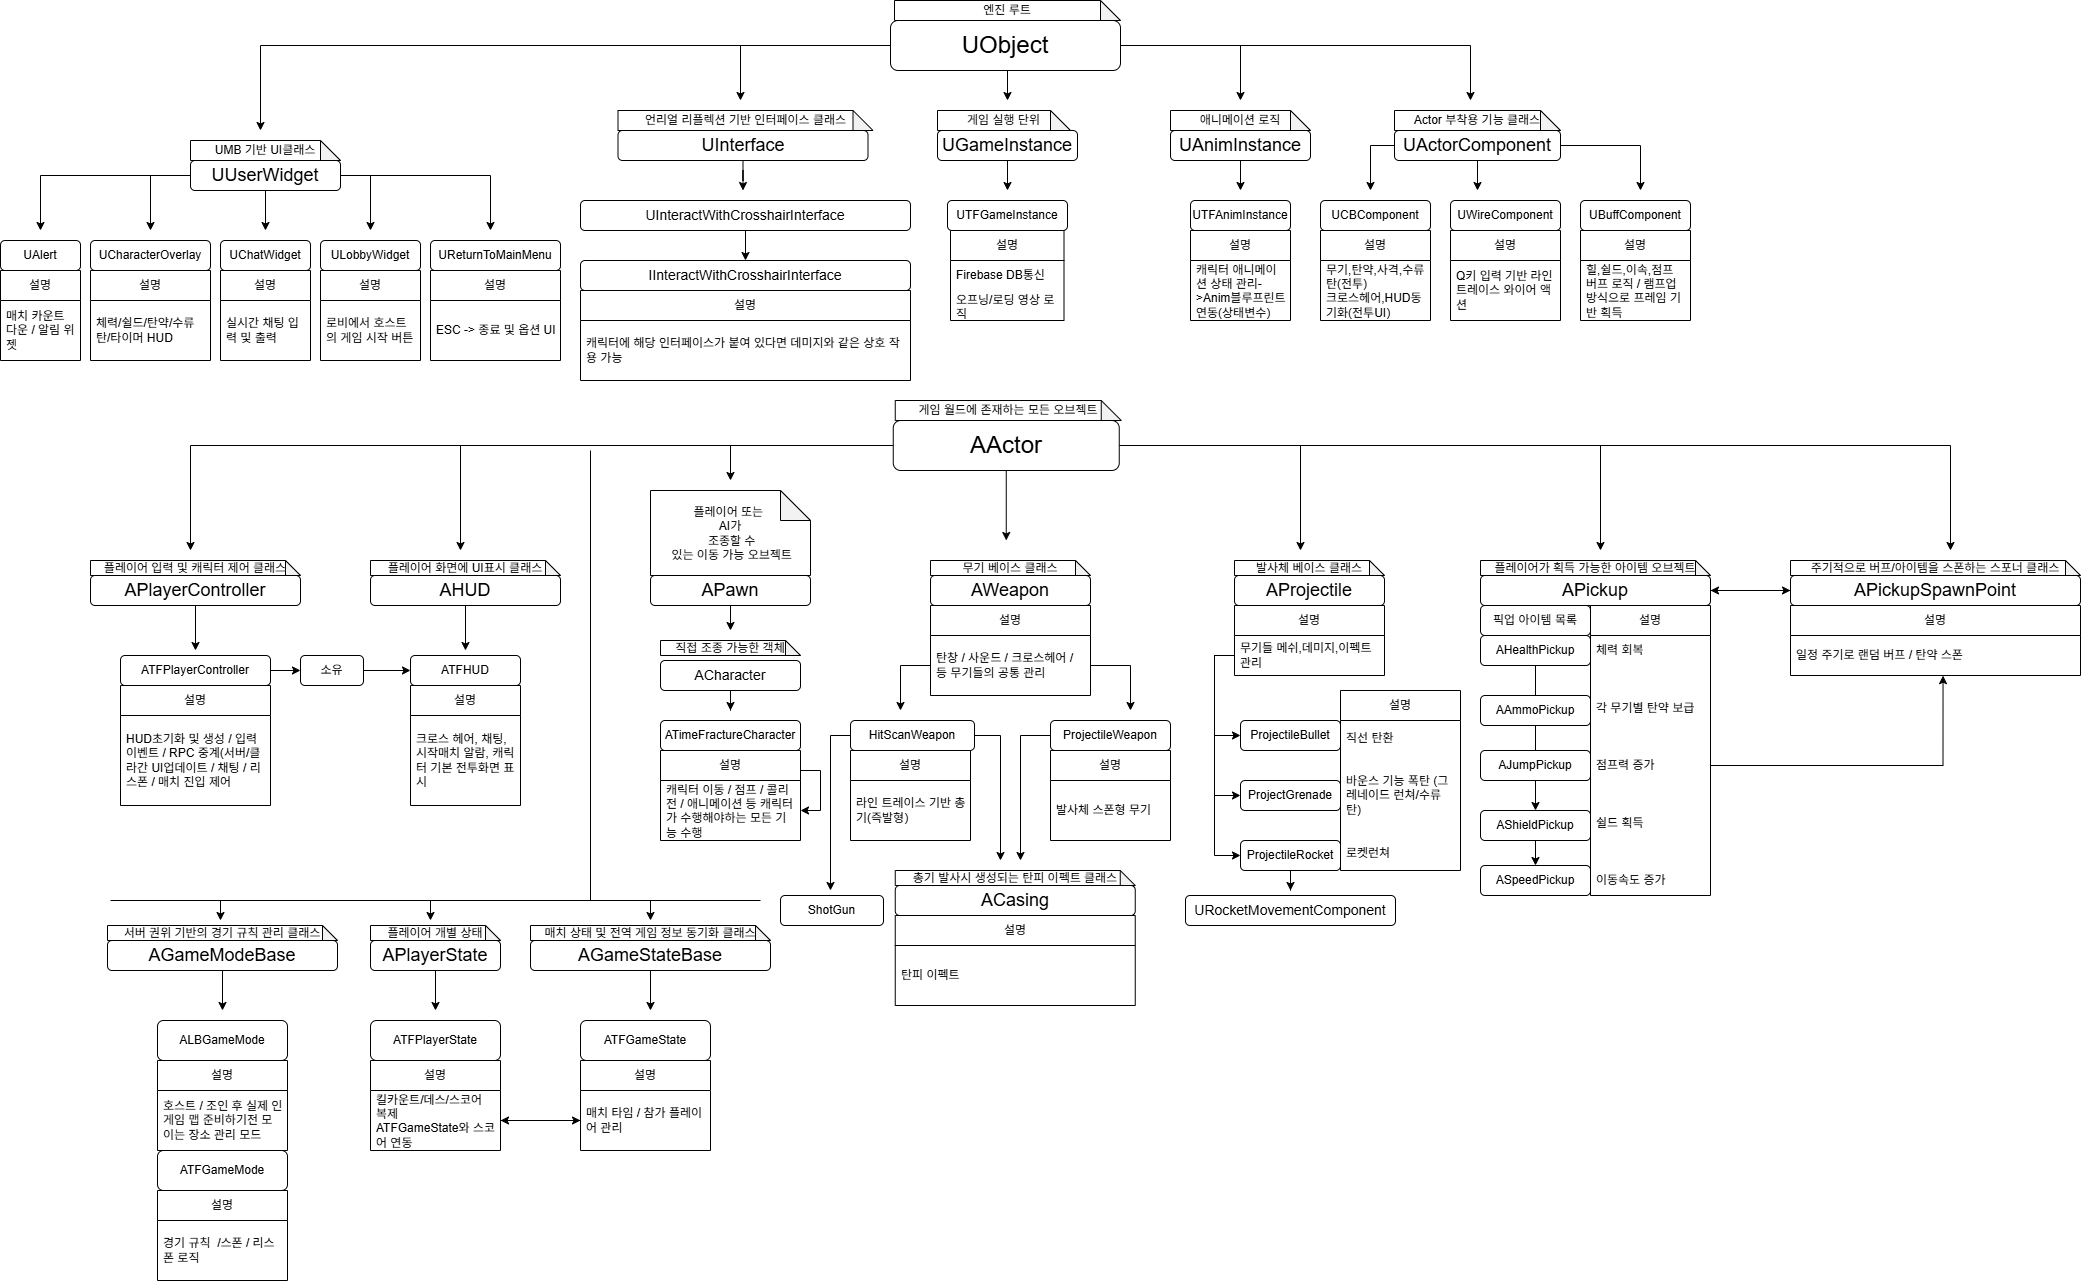 엔진 루트
UObject
언리얼 리플렉션 기반 인터페이스 클래스
UInterface
게임 실행 단위
UGameInstance
애니메이션 로직
UAnimInstance
Actor 부착용 기능 클래스
UActorComponent
UMB 기반 UI클래스
UUserWidget
UInteractWithCrosshairInterface
UTFGameInstance
설명
Firebase DB통신
오프닝/로딩 영상 로
직
UTFAnimInstance
설명
캐릭터 애니메이
션 상태 관리-
>Anim블루프린트
연동(상태변수)
UCBComponent
설명
무기,탄약,사격,수류
탄(전투)
크로스헤어,HUD동
기화(전투UI)
UWireComponent
설명
Q키 입력 기반 라인
트레이스 와이어 액
션
UBuffComponent
설명
힐,쉴드,이속,점프
버프 로직 / 램프업
방식으로 프레임 기
반 획득
UAlert
설명
매치 카운트
다운 / 알림 위
젯
UCharacterOverlay
설명
체력/쉴드/탄약/수류
탄/타이머 HUD
UChatWidget
설명
실시간 채팅 입
력 및 출력
ULobbyWidget
설명
로비에서 호스트
의 게임 시작 버튼
UReturnToMainMenu
설명
ESC -> 종료 및 옵션 UI
IInteractWithCrosshairInterface
설명
캐릭터에 해당 인터페이스가 붙여 있다면 데미지와 같은 상호 작
용 가능
게임 월드에 존재하는 모든 오브젝트
AActor
플레이어 입력 및 캐릭터 제어 클래스
APlayerController
플레이어 화면에 UI표시 클래스
AHUD
플레이어 또는
AI가
조종할 수
있는 이동 가능 오브젝트
APawn
무기 베이스 클래스
AWeapon
설명
탄창 / 사운드 / 크로스헤어 /
등 무기들의 공통 관리
발사체 베이스 클래스
AProjectile
설명
무기들 메쉬,데미지,이펙트
관리
플레이어가 획득 가능한 아이템 오브젝트
APickup
픽업 아이템 목록
설명
AHealthPickup
체력 회복
AAmmoPickup
각 무기별 탄약 보급
AJumpPickup
점프력 증가
AShieldPickup
쉴드 획득
ASpeedPickup
이동속도 증가
주기적으로 버프/아이템을 스폰하는 스포너 클래스
APickupSpawnPoint
설명
일정 주기로 랜덤 버프 / 탄약 스폰
ATFPlayerController
설명
HUD초기화 및 생성 / 입력
이벤트 / RPC 중계(서버/클
라간 UI업데이트 / 채팅 / 리
스폰 / 매치 진입 제어
소유
ATFHUD
설명
크로스 헤어, 채팅,
시작매치 알람, 캐릭
터 기본 전투화면 표
시
직접 조종 가능한 객체
ACharacter
ATimeFractureCharacter
설명
캐릭터 이동 / 점프 / 콜리
전 / 애니메이션 등 캐릭터
가 수행해야하는 모든 기
능 수행
HitScanWeapon
설명
라인 트레이스 기반 총
기(즉발형)
ProjectileWeapon
설명
발사체 스폰형 무기
설명
ProjectileBullet
직선 탄환
ProjectGrenade
바운스 기능 폭탄 (그
레네이드 런쳐/수류
탄)
ProjectileRocket
로켓런쳐
URocketMovementComponent
ShotGun
총기 발사시 생성되는 탄피 이펙트 클래스
ACasing
설명
탄피 이펙트
서버 권위 기반의 경기 규칙 관리 클래스
AGameModeBase
플레이어 개별 상태
APlayerState
매치 상태 및 전역 게임 정보 동기화 클래스
AGameStateBase
ALBGameMode
설명
호스트 / 조인 후 실제 인
게임 맵 준비하기전 모
이는 장소 관리 모드
ATFGameMode
설명
경기 규칙 /스폰 / 리스
폰 로직
ATFPlayerState
설명
킬카운트/데스/스코어
복제
ATFGameState와 스코
어 연동
ATFGameState
설명
매치 타임 / 참가 플레이
어 관리